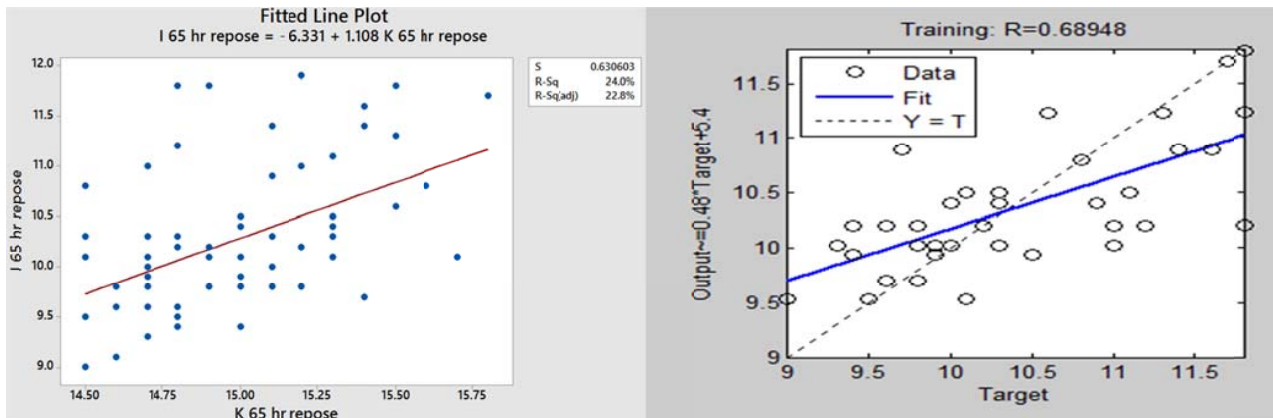 Fitted Line Plot
I 65 hr repose = - 6.331 + 1.108 K 65 hr repose
S 0.630603
R-Sq 24.0%
R-Sq(adj) 22.8%
I 65 hr repose
12.0
11.5
11.0
10.5
10.0
9.5
9.0
14.50 14.75 15.00 15.25 15.50 15.75
K 65 hr repose
Training: R=0.68948
Data
Fit
Y = T
Output~=0.48*Target+5.4
11.5
11
10.5
10
9.5
9
9 9.5 10 10.5 11 11.5
Target